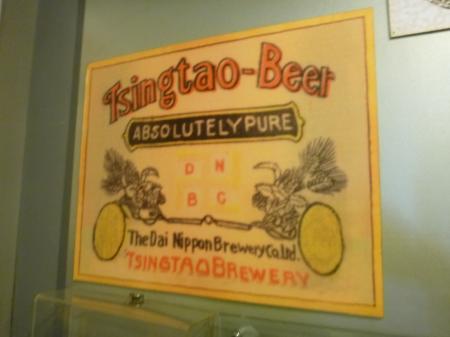 Tsingtao-Beer
ABSOLUTELY PURE
D N
B C
The Dai Nippon Brewery Co. Ltd.
TSINGTAO BREWERY